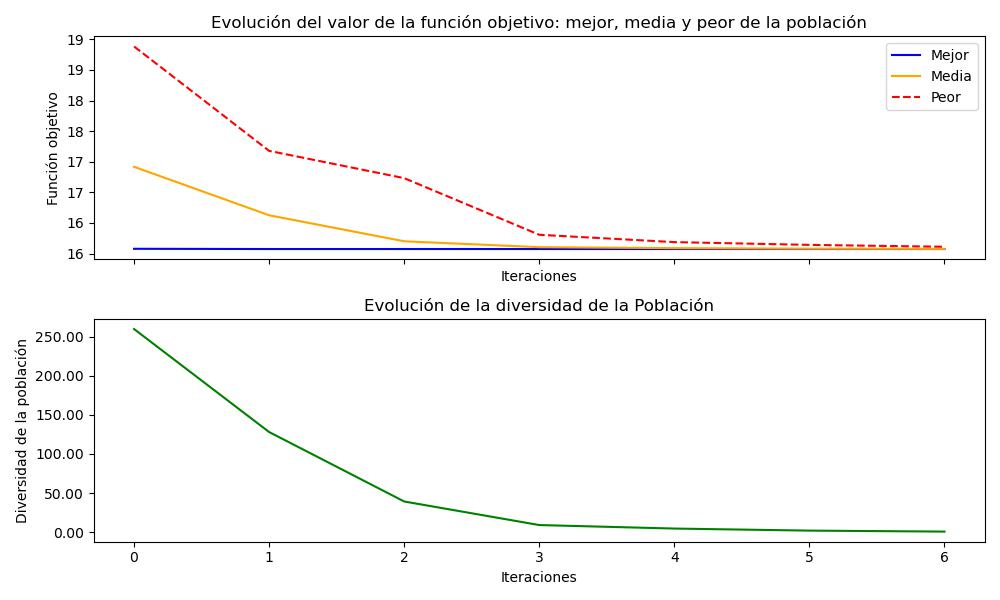 Evolución del valor de la función objetivo: mejor, media y peor de la población
19
19
18
18
17
17
16
16
Función objetivo
Mejor
Media
Peor
Iteraciones
Evolución de la diversidad de la Población
250.00
200.00
150.00
100.00
50.00
0.00
Diversidad de la población
0 1 2 3 4 5 6
Iteraciones